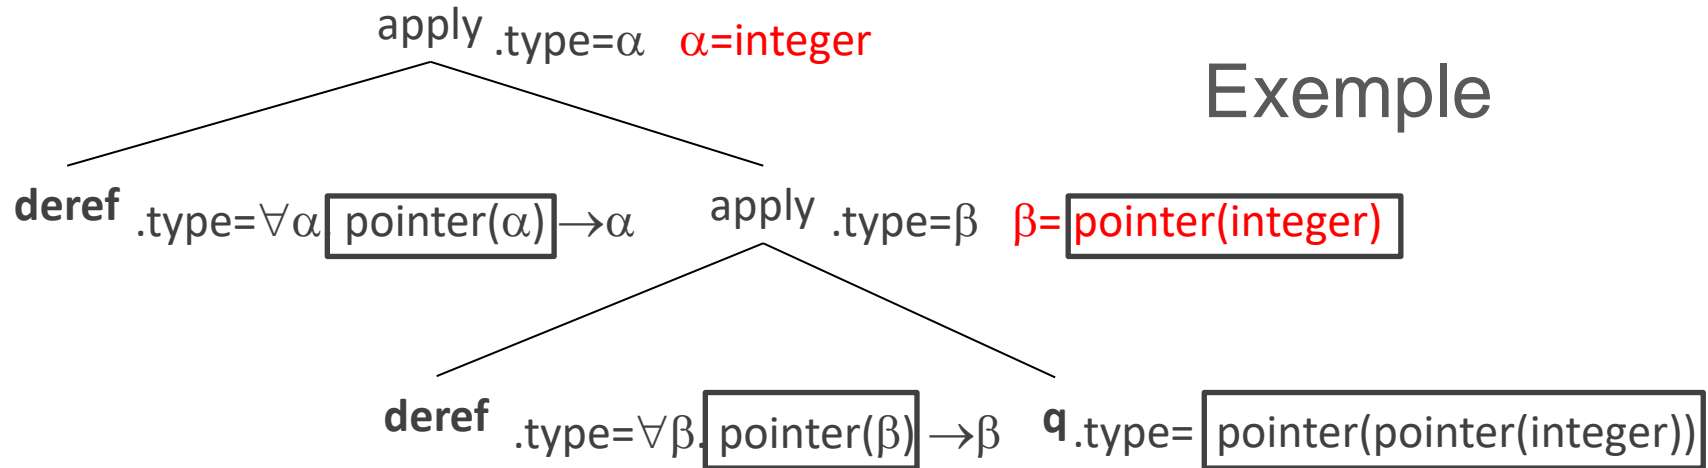 apply .type=α α=integer
Exemple
deref .type=∀α pointer(α) →α apply .type=β β= pointer(integer)
deref .type=∀β. pointer(β) →β q .type= pointer(pointer(integer))